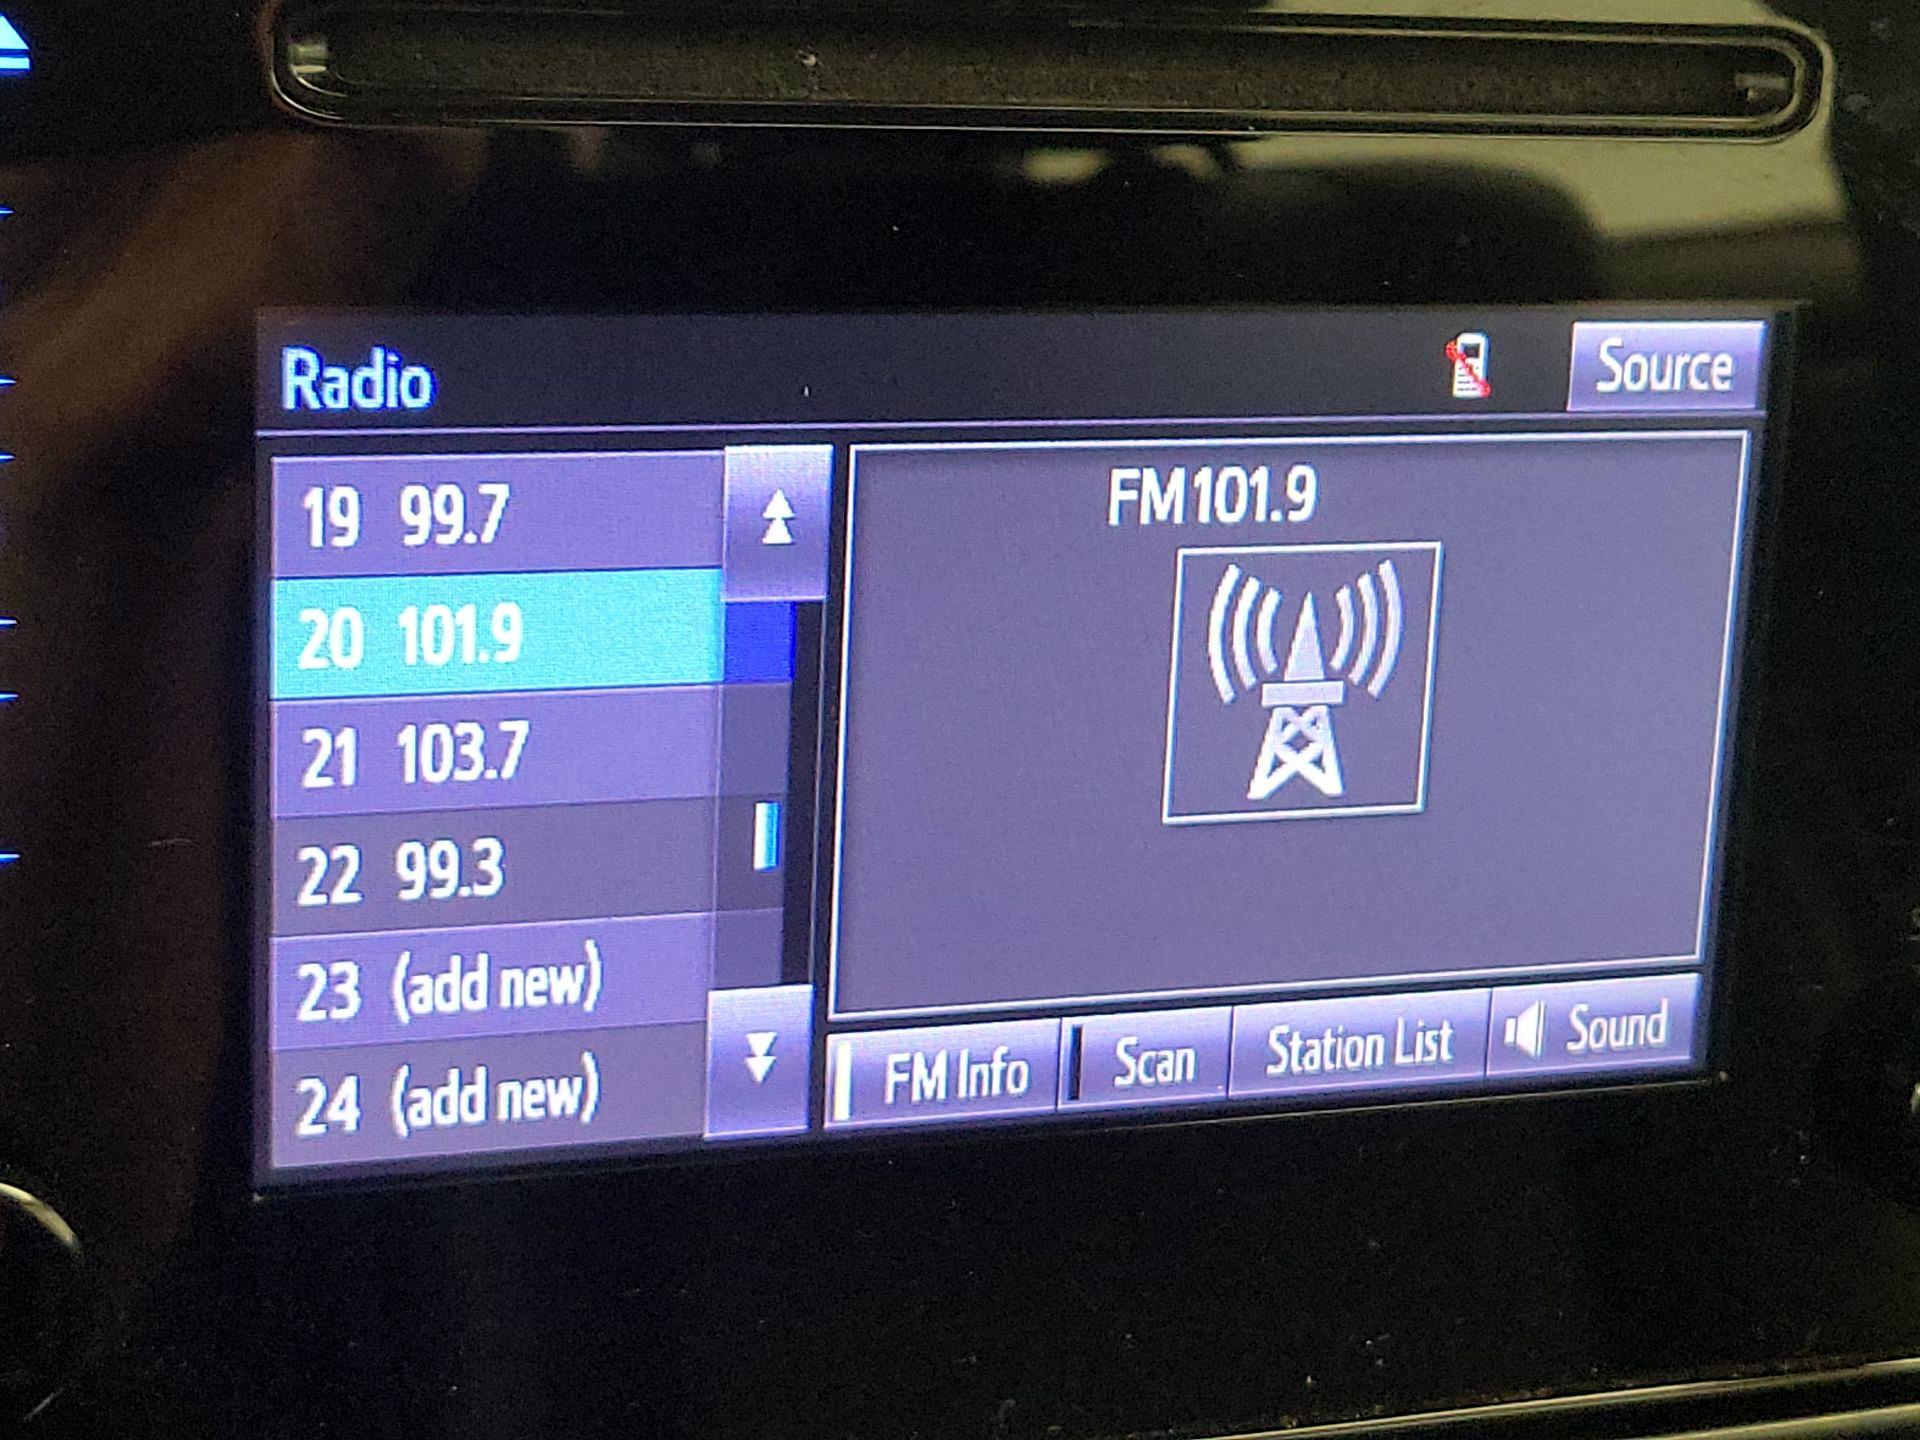 Radio
Source
19 99.7
20 101.9
21 103.7
22 99.3
23 (add new)
24 (add new)
FM101.9
FM Info
Scan
Station List
Sound